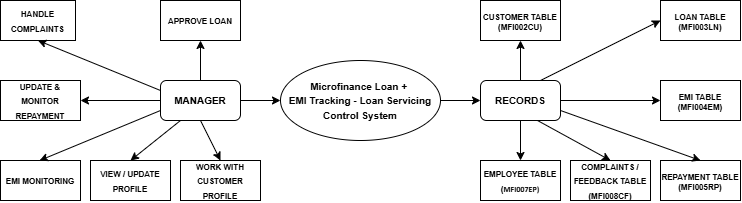 HANDLE
COMPLAINTS
APPROVE LOAN
CUSTOMER TABLE
(MFI002CU)
LOAN TABLE
(MFI003LN)
UPDATE &
MONITOR
REPAYMENT
MANAGER
Microfinance Loan +
EMI Tracking - Loan Servicing
Control System
RECORDS
EMI TABLE
(MFI004EM)
EMI MONITORING
VIEW / UPDATE
PROFILE
WORK WITH
CUSTOMER
PROFILE
EMPLOYEE TABLE
(MFI007EP)
COMPLAINTS /
FEEDBACK TABLE
(MFI008CF)
REPAYMENT TABLE
(MFI005RP)